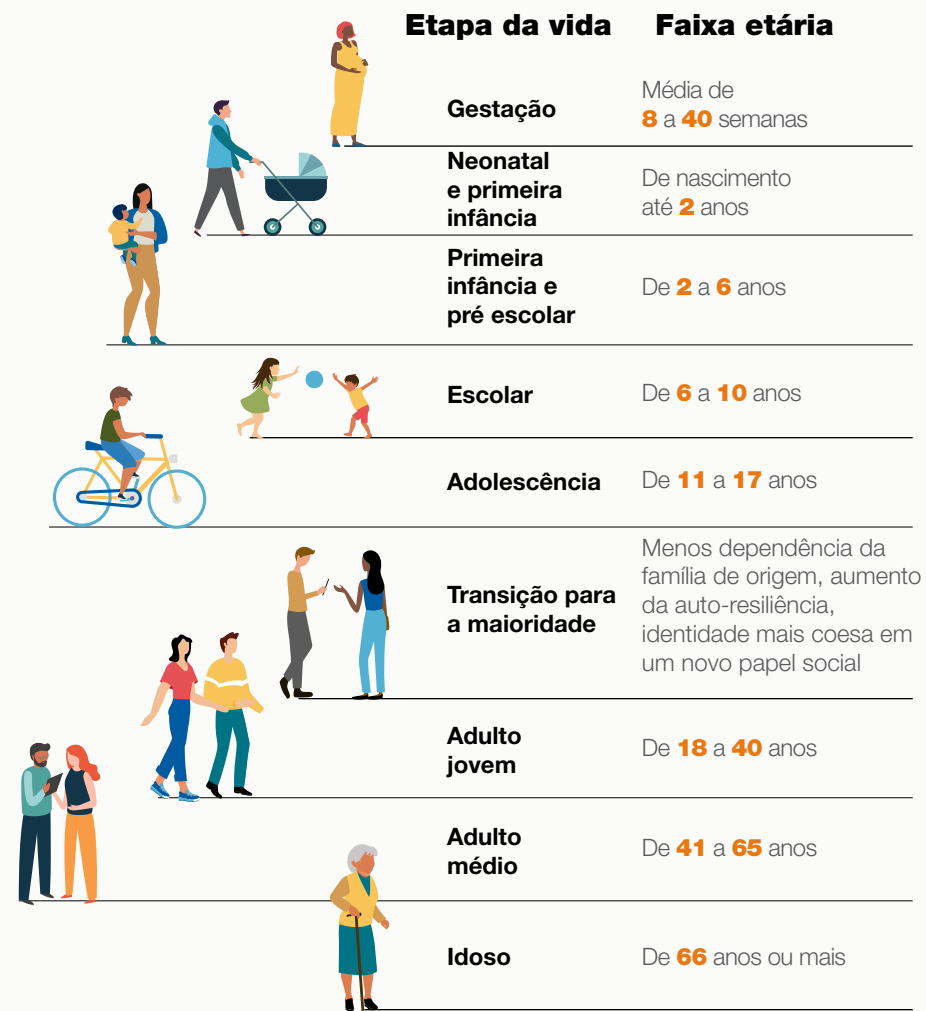 Etapa da vida Faixa etária
Gestação
Média de
8 a 40 semanas
Neonatal
e primeira
infância
De nascimento
até 2 anos
Primeira
infância e
pré escolar
De 2 a 6 anos
Escolar
De 6 a 10 anos
Adolescência
De 11 a 17 anos
Transição para
a maioridade
Menos dependência da
família de origem, aumento
da auto-resiliência,
identidade mais coesa em
um novo papel social
Adulto
jovem
De 18 a 40 anos
Adulto
médio
De 41 a 65 anos
Idoso
De 66 anos ou mais